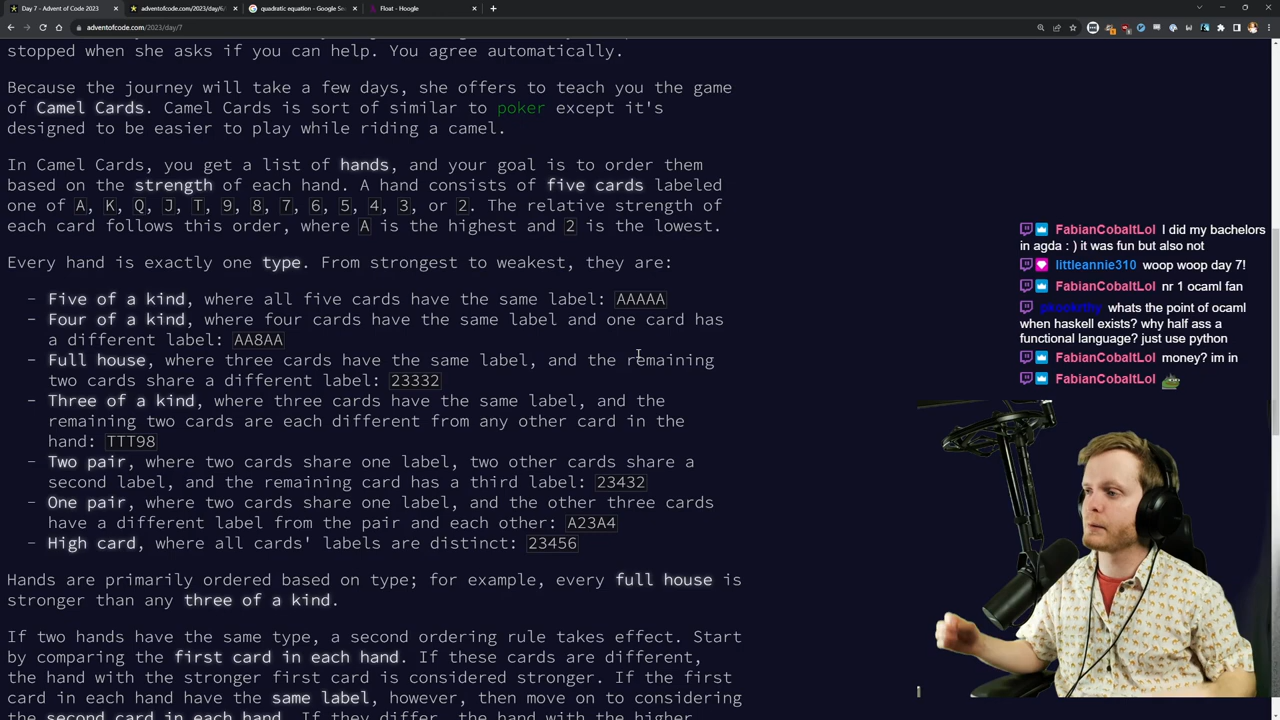 Day 7 - Advent of Code 2023
adventofcode.com/2023/day/6/
quadratic equation - Google Se
Float - Hoogle
adventofcode.com/2023/day/7
stopped when she asks if you can help. You agree automatically.
Because the journey will take a few days, she offers to teach you the game
of Camel Cards. Camel Cards is sort of similar to poker except it's
designed to be easier to play while riding a camel.
In Camel Cards, you get a list of hands, and your goal is to order them
based on the strength of each hand. A hand consists of five cards labeled
one of A, K, Q, J, T, 9, 8, 7, 6, 5, 4, 3, or 2. The relative strength of
each card follows this order, where A is the highest and 2 is the lowest.
Every hand is exactly one type. From strongest to weakest, they are:
- Five of a kind, where all five cards have the same label: AAAAA
- Four of a kind, where four cards have the same label and one card has
a different label: AA8AA
- Full house, where three cards have the same label, and the remaining
two cards share a different label: 23332
- Three of a kind, where three cards have the same label, and the
remaining two cards are each different from any other card in the
hand: TTT98
- Two pair, where two cards share one label, two other cards share a
second label, and the remaining card has a third label: 23432
- One pair, where two cards share one label, and the other three cards
have a different label from the pair and each other: A23A4
- High card, where all cards' labels are distinct: 23456
Hands are primarily ordered based on type; for example, every full house is
stronger than any three of a kind.
If two hands have the same type, a second ordering rule takes effect. Start
by comparing the first card in each hand. If these cards are different,
the hand with the stronger first card is considered stronger. If the first
card in each hand have the same label, however, then move on to considering
the second card in each hand. If they differ, the hand with the higher
FabianCobaltLol I did my bachelors
in agda : ) it was fun but also not
littleannie310 woop woop day 7!
FabianCobaltLol nr 1 ocaml fan
whats the point of ocaml
when haskell exists? why half ass a
functional language? just use python
FabianCobaltLol money? im in
FabianCobaltLol